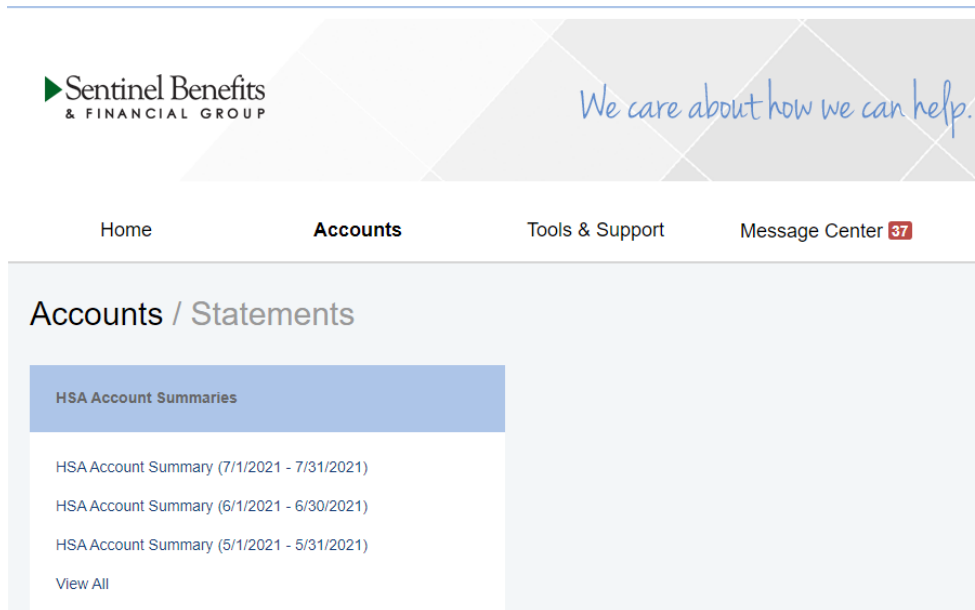 Sentinel Benefits
& FINANCIAL GROUP
We care about how we can help.
Home Accounts Tools & Support Message Center 37
Accounts / Statements
HSA Account Summaries
HSA Account Summary (7/1/2021 - 7/31/2021)
HSA Account Summary (6/1/2021 - 6/30/2021)
HSA Account Summary (5/1/2021 - 5/31/2021)
View All